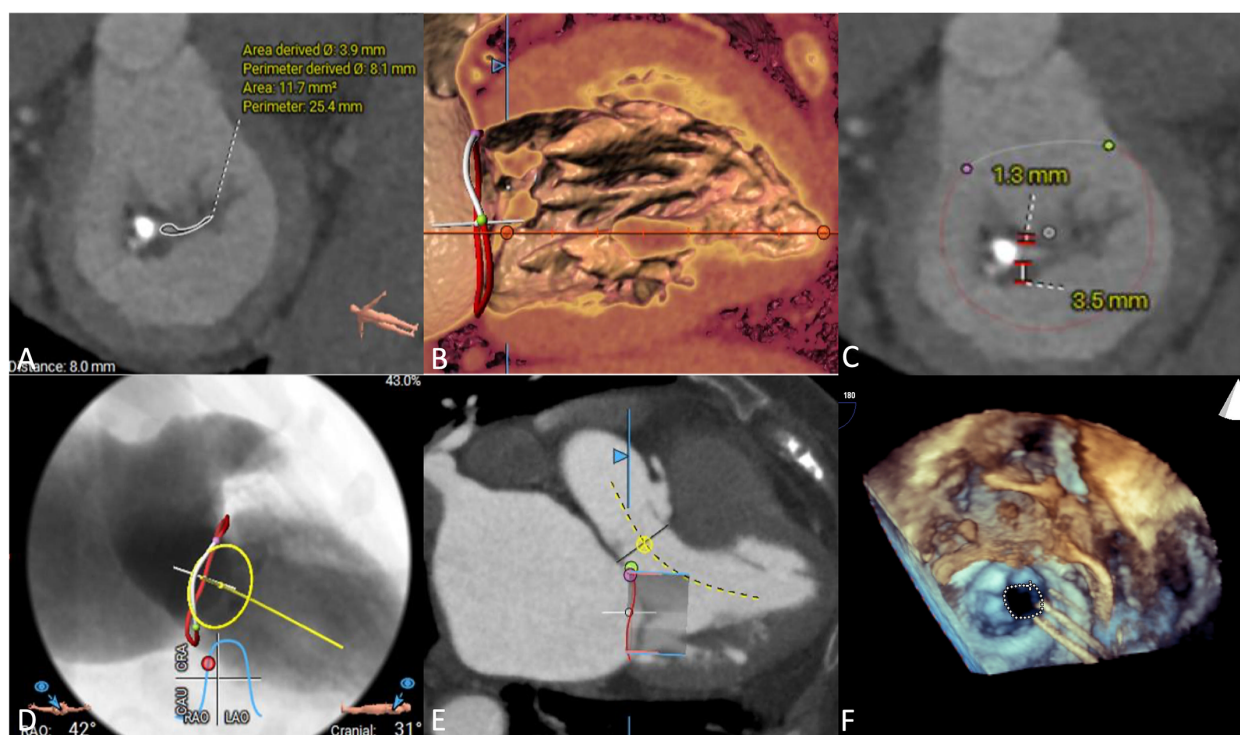 Area derived Ø: 3.9 mm
Perimeter derived Ø: 8.1 mm
Area: 11.7 mm²
Perimeter: 25.4 mm
A
Distance: 8.0 mm
B
1.3 mm
3.5 mm
C
43.0%
CRA
CAU
RAO LAO
D
RAO: 42°
Cranial: 31°
E
180
F